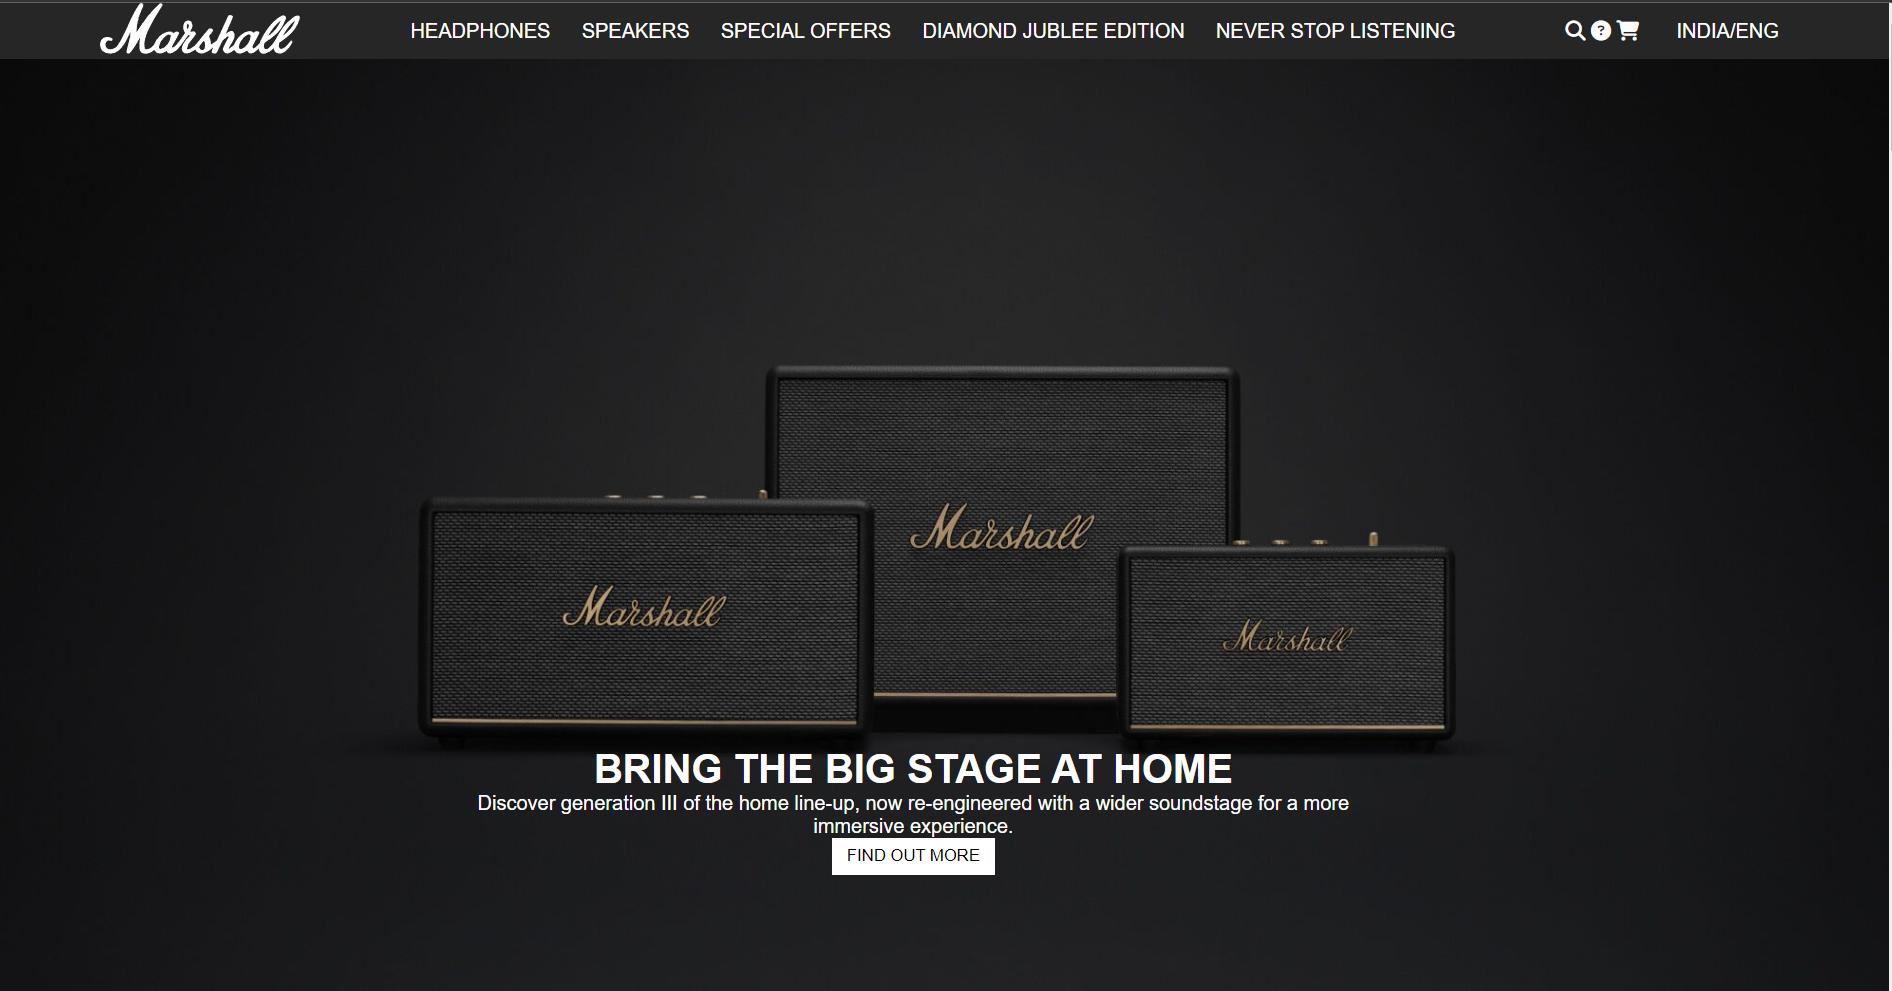 Marshall HEADPHONES SPEAKERS SPECIAL OFFERS DIAMOND JUBLEE EDITION NEVER STOP LISTENING ? INDIA/ENG
Marshall
Marshall
Marshall
BRING THE BIG STAGE AT HOME
Discover generation III of the home line-up, now re-engineered with a wider soundstage for a more
immersive experience.
FIND OUT MORE